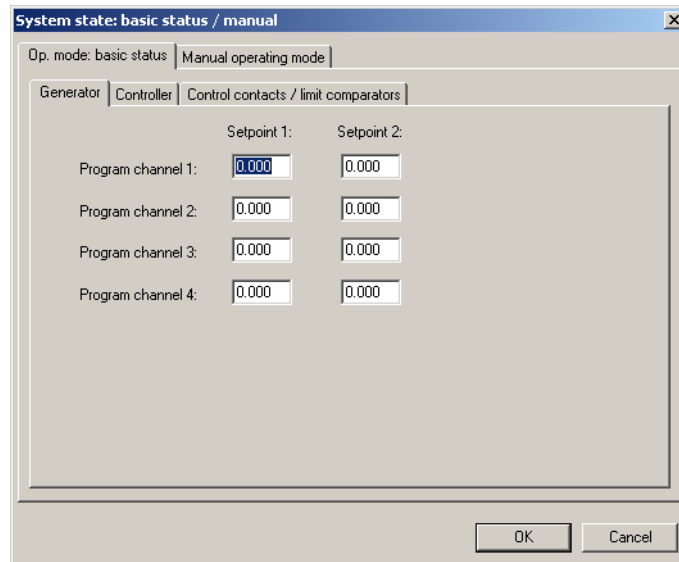 System state: basic status / manual
Op. mode: basic status Manual operating mode
Generator Controller Control contacts / limit comparators
Setpoint 1: Setpoint 2:
Program channel 1: 0.000 0.000
Program channel 2: 0.000 0.000
Program channel 3: 0.000 0.000
Program channel 4: 0.000 0.000
OK Cancel